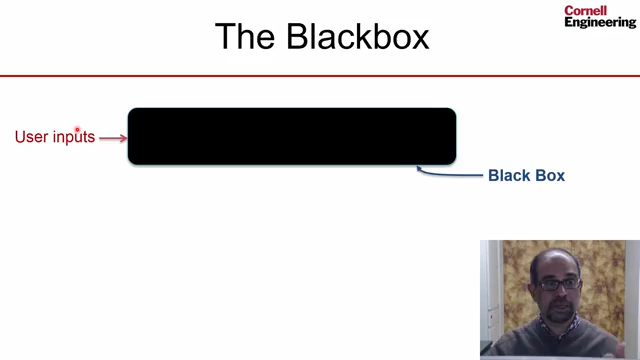 Cornell
Engineering
The Blackbox
User inputs
Black Box